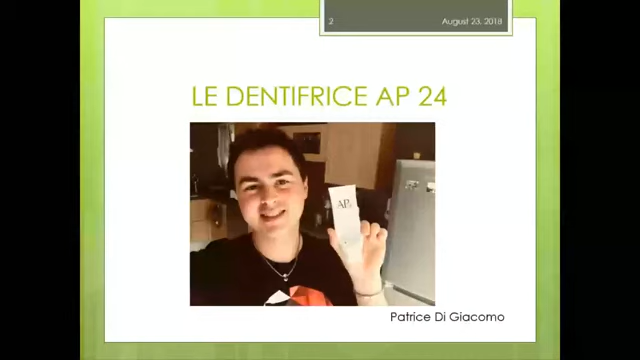 2
August 23, 2018
LE DENTIFRICE AP 24
AP
Patrice Di Giacomo